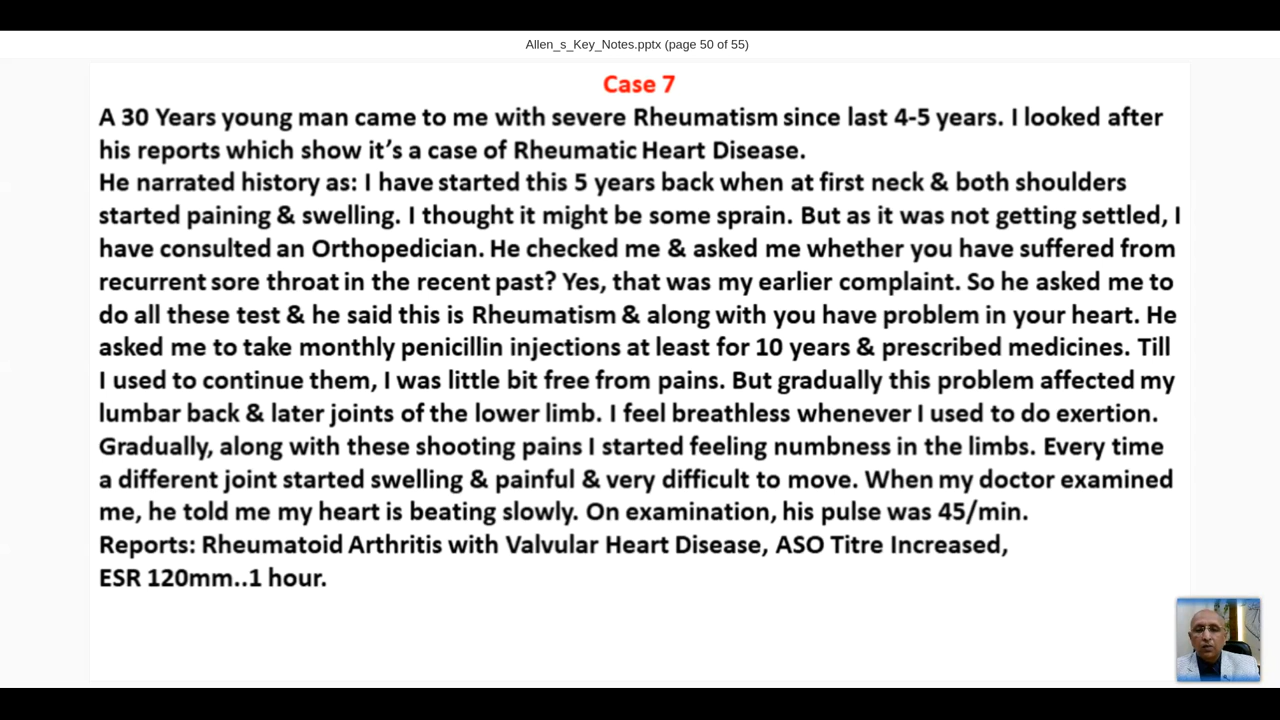 Allen_s_Key_Notes.pptx (page 50 of 55)
Case 7
A 30 Years young man came to me with severe Rheumatism since last 4-5 years. I looked after
his reports which show it's a case of Rheumatic Heart Disease.
He narrated history as: I have started this 5 years back when at first neck & both shoulders
started paining & swelling. I thought it might be some sprain. But as it was not getting settled, I
have consulted an Orthopedician. He checked me & asked me whether you have suffered from
recurrent sore throat in the recent past? Yes, that was my earlier complaint. So he asked me to
do all these test & he said this is Rheumatism & along with you have problem in your heart. He
asked me to take monthly penicillin injections at least for 10 years & prescribed medicines. Till
I used to continue them, I was little bit free from pains. But gradually this problem affected my
lumbar back & later joints of the lower limb. I feel breathless whenever I used to do exertion.
Gradually, along with these shooting pains I started feeling numbness in the limbs. Every time
a different joint started swelling & painful & very difficult to move. When my doctor examined
me, he told me my heart is beating slowly. On examination, his pulse was 45/min.
Reports: Rheumatoid Arthritis with Valvular Heart Disease, ASO Titre Increased,
ESR 120mm..1 hour.